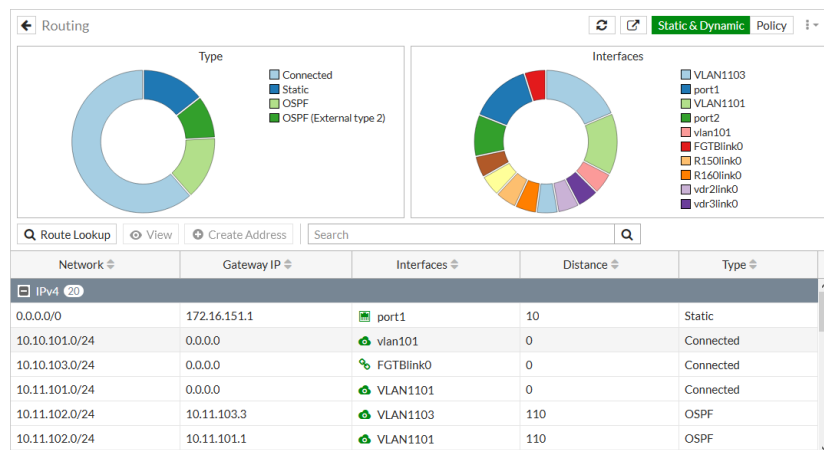 Routing
Static & Dynamic Policy
Type
Connected
Static
OSPF
OSPF (External type 2)
Interfaces
VLAN1103
port1
VLAN1101
port2
vlan101
FGTBlink0
R150link0
R160link0
vdr2link0
vdr3link0
Route Lookup View Create Address Search
Network Gateway IP Interfaces Distance Type
IPv4 20
0.0.0.0/0 172.16.151.1 port1 10 Static
10.10.101.0/24 0.0.0.0 vlan101 0 Connected
10.10.103.0/24 0.0.0.0 FGTBlink0 0 Connected
10.11.101.0/24 0.0.0.0 VLAN1101 0 Connected
10.11.102.0/24 10.11.103.3 VLAN1103 110 OSPF
10.11.102.0/24 10.11.101.1 VLAN1101 110 OSPF